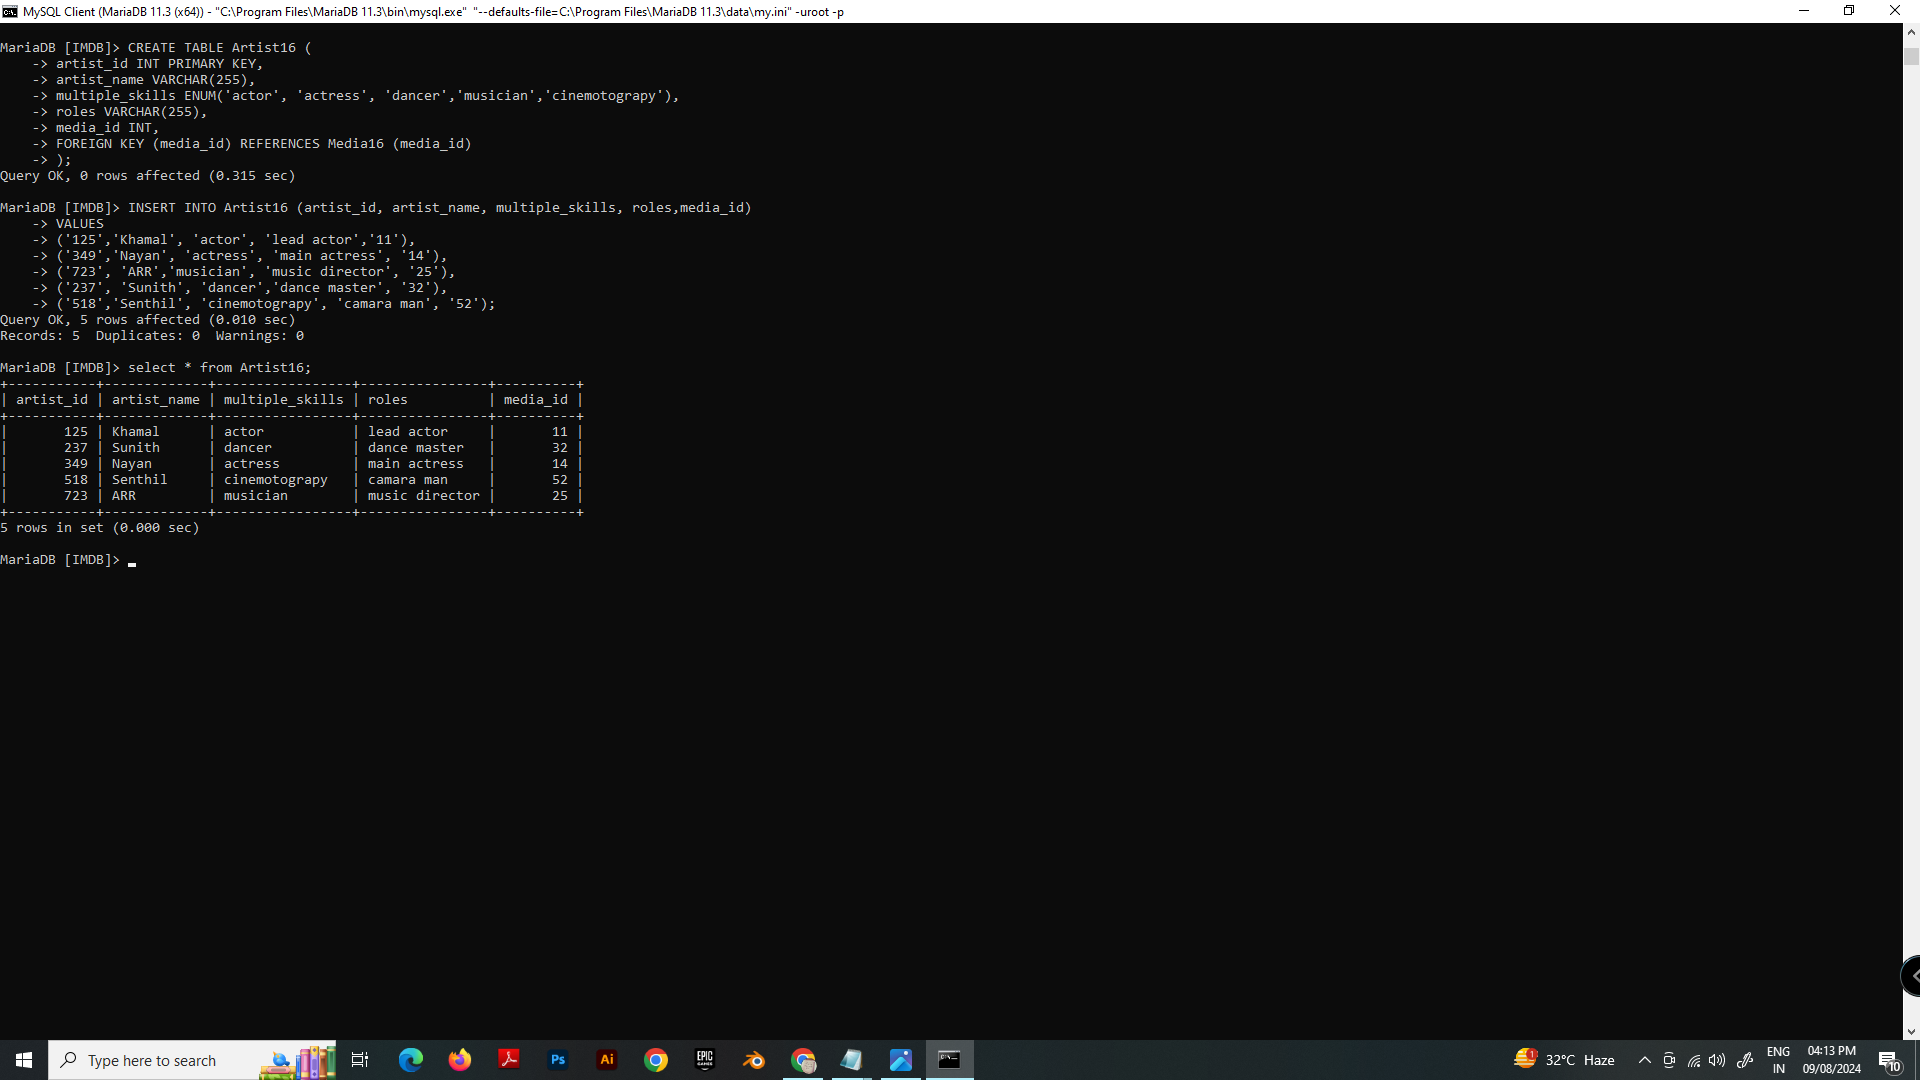 MySQL Client (MariaDB 11.3 (x64)) - "C:\Program Files\MariaDB 11.3\bin\mysql.exe"  "--defaults-file=C:\Program Files\MariaDB 11.3\data\my.ini" -uroot -p
MariaDB [IMDB]> CREATE TABLE Artist16 (
    -> artist_id INT PRIMARY KEY,
    -> artist_name VARCHAR(255),
    -> multiple_skills ENUM('actor', 'actress', 'dancer','musician','cinemotograpy'),
    -> roles VARCHAR(255),
    -> media_id INT,
    -> FOREIGN KEY (media_id) REFERENCES Media16 (media_id)
    -> );
Query OK, 0 rows affected (0.315 sec)
MariaDB [IMDB]> INSERT INTO Artist16 (artist_id, artist_name, multiple_skills, roles,media_id)
    -> VALUES
    -> ('125','Khamal', 'actor', 'lead actor','11'),
    -> ('349','Nayan', 'actress', 'main actress', '14'),
    -> ('723', 'ARR','musician', 'music director', '25'),
    -> ('237', 'Sunith', 'dancer','dance master', '32'),
    -> ('518','Senthil', 'cinemotograpy', 'camara man', '52');
Query OK, 5 rows affected (0.010 sec)
Records: 5  Duplicates: 0  Warnings: 0
MariaDB [IMDB]> select * from Artist16;
+-----------+-------------+-----------------+----------------+----------+
| artist_id | artist_name | multiple_skills | roles          | media_id |
+-----------+-------------+-----------------+----------------+----------+
|       125 | Khamal      | actor           | lead actor     |       11 |
|       237 | Sunith      | dancer          | dance master   |       32 |
|       349 | Nayan       | actress         | main actress   |       14 |
|       518 | Senthil     | cinemotograpy   | camara man     |       52 |
|       723 | ARR         | musician        | music director |       25 |
+-----------+-------------+-----------------+----------------+----------+
5 rows in set (0.000 sec)
MariaDB [IMDB]>
Type here to search
Ps
Ai
EPIC GAMES
1
32°C Haze
ENG
IN
04:13 PM
09/08/2024
10